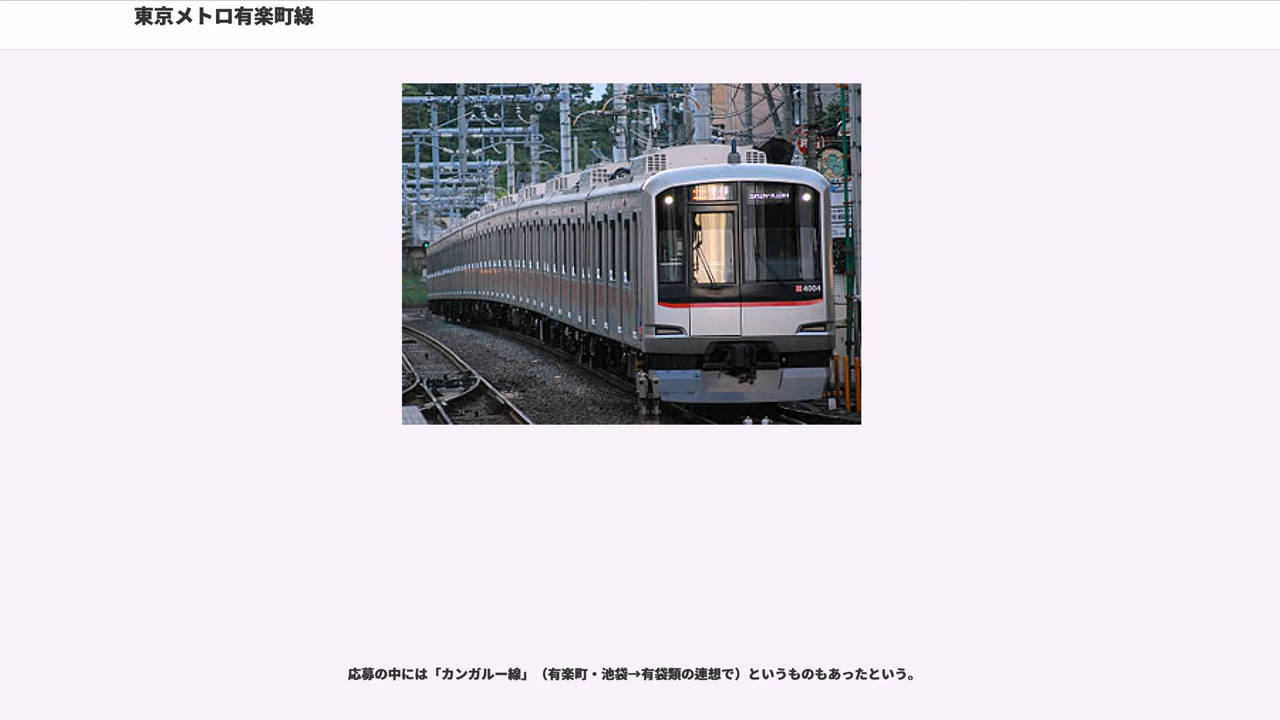 東京メトロ有楽町線
4004
応募の中には「カンガルー線」（有楽町・池袋→有袋類の連想で）というものもあったという。